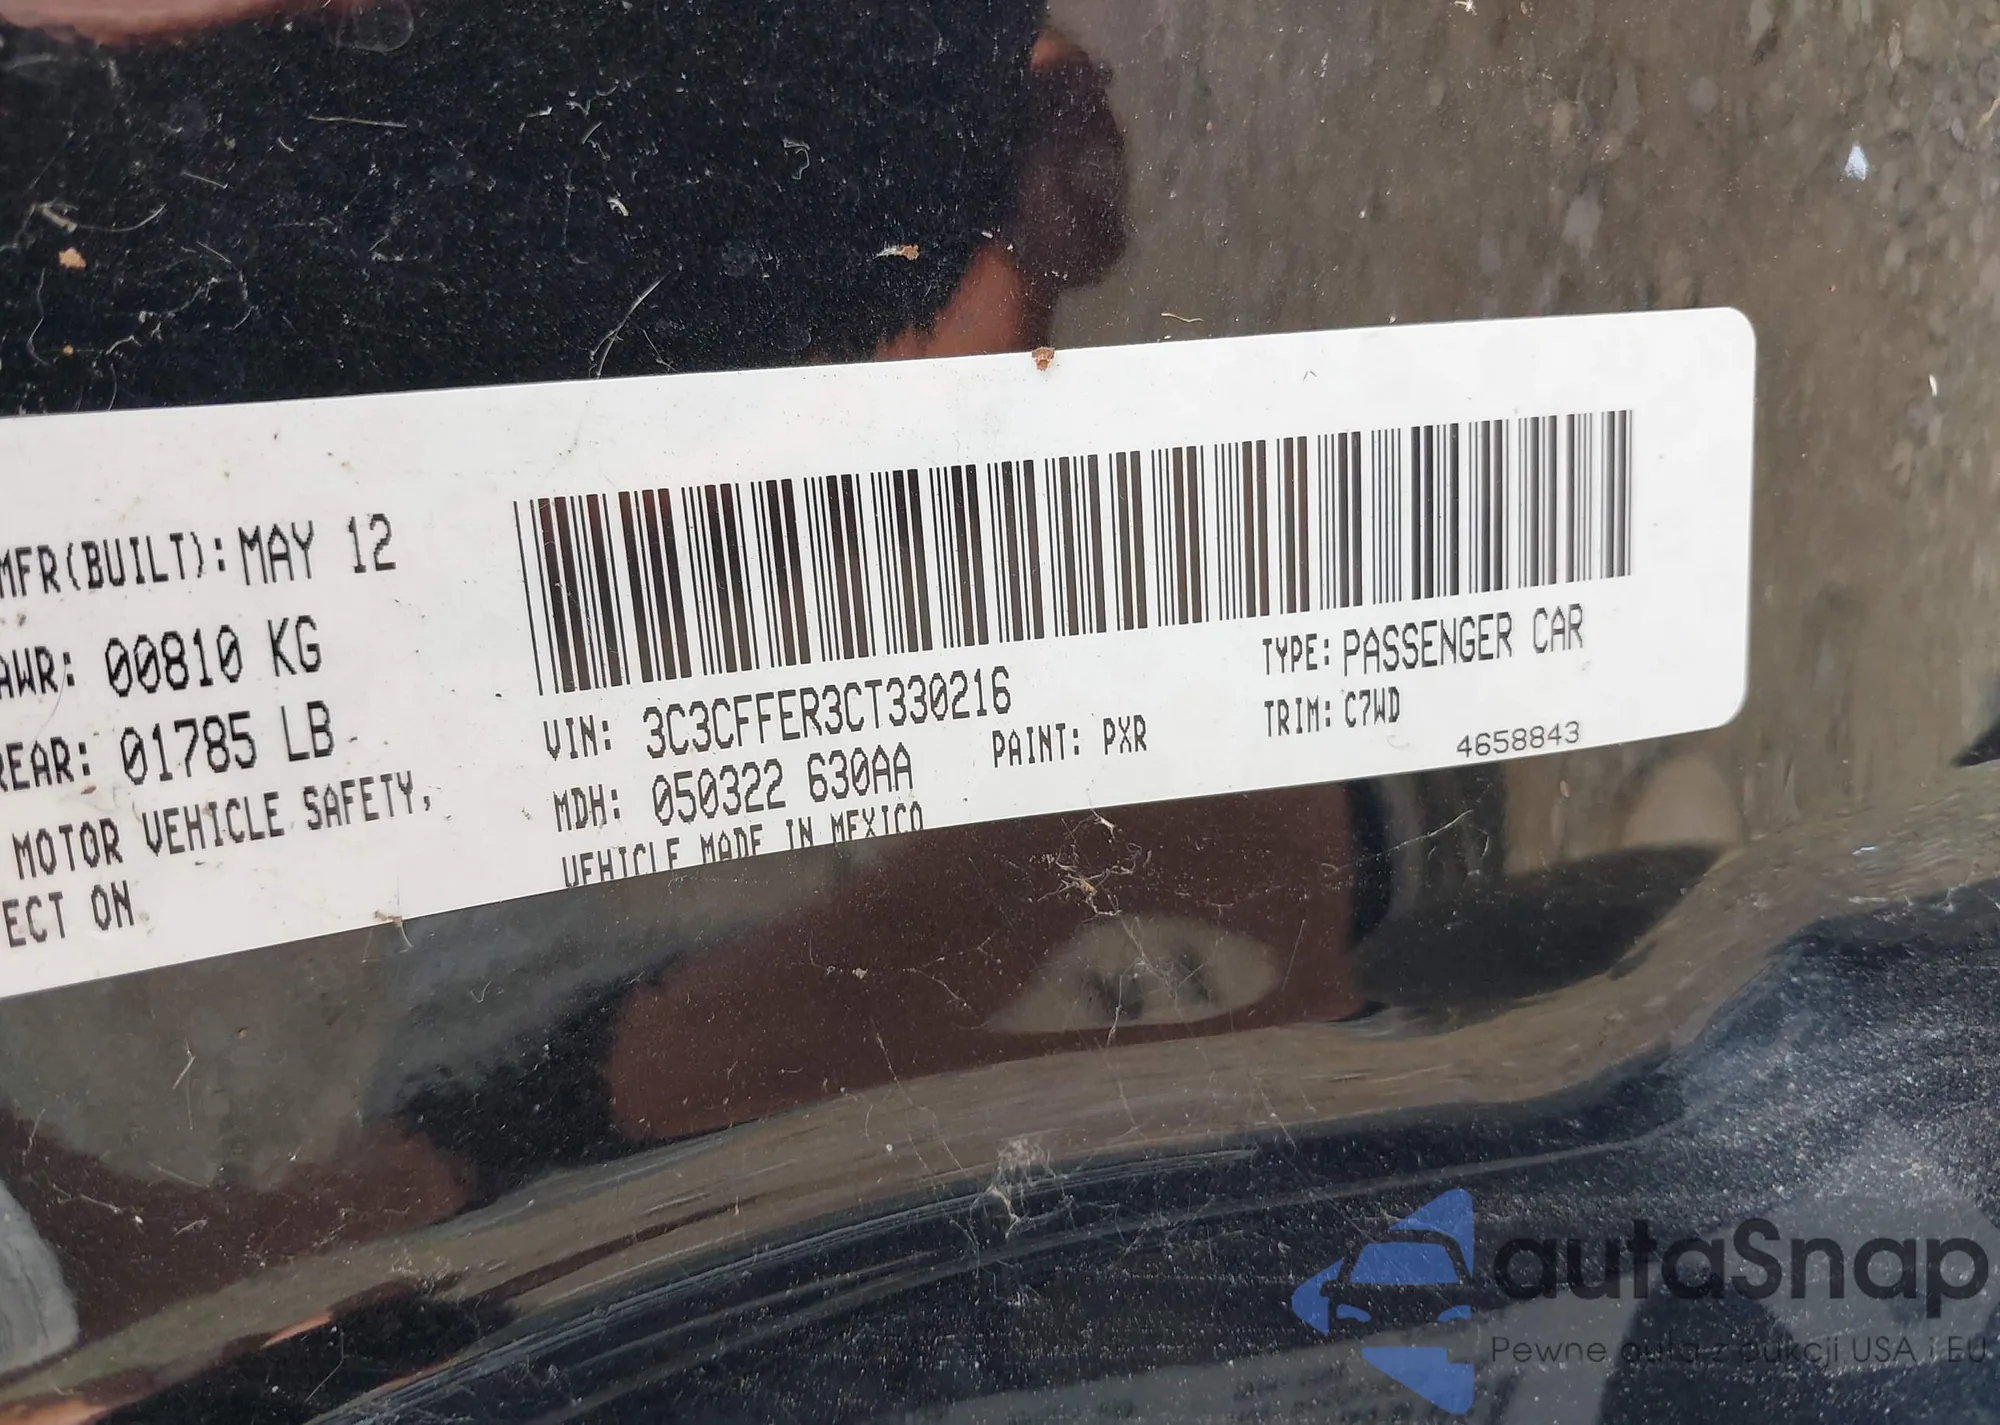 MFR(BUILT): MAY 12
AWR: 00810 KG
REAR: 01785 LB
MOTOR VEHICLE SAFETY,
ECT ON
VIN: 3C3CFFER3CT330216
TYPE: PASSENGER CAR
MDH: 050322 630AA
PAINT: PXR
TRIM: C7WD
VEHICLE MADE IN MEXICO
4658843
autaSnap
Pewne auta z aukcji USA i EU